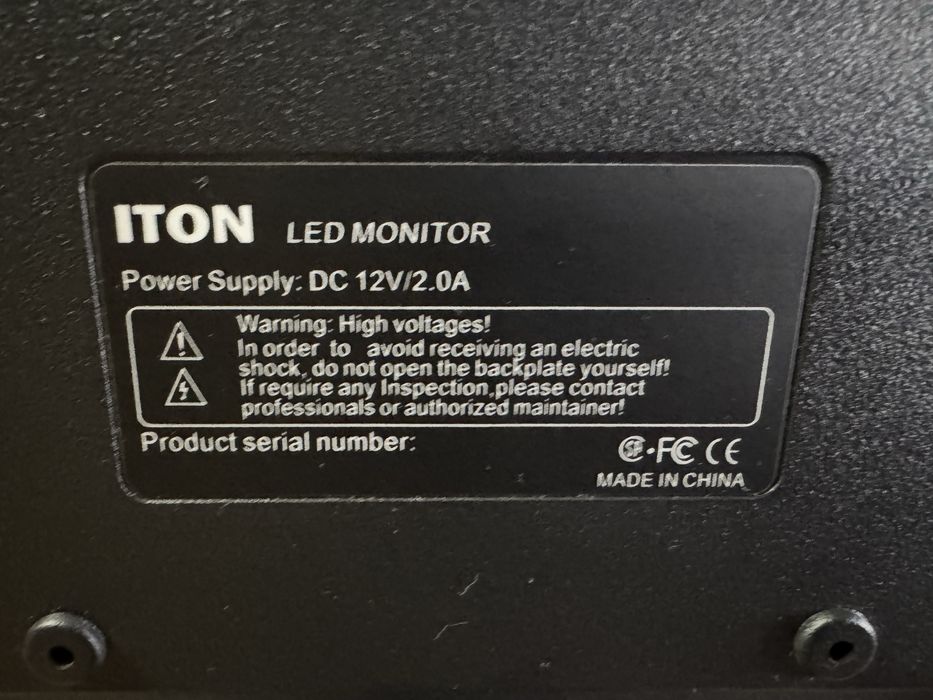 ITON LED MONITOR
Power Supply: DC 12V/2.0A
Warning: High voltages!
In order to avoid receiving an electric
shock, do not open the backplate yourself!
If require any Inspection,please contact
professionals or authorized maintainer!
Product serial number:
FC CE
MADE IN CHINA